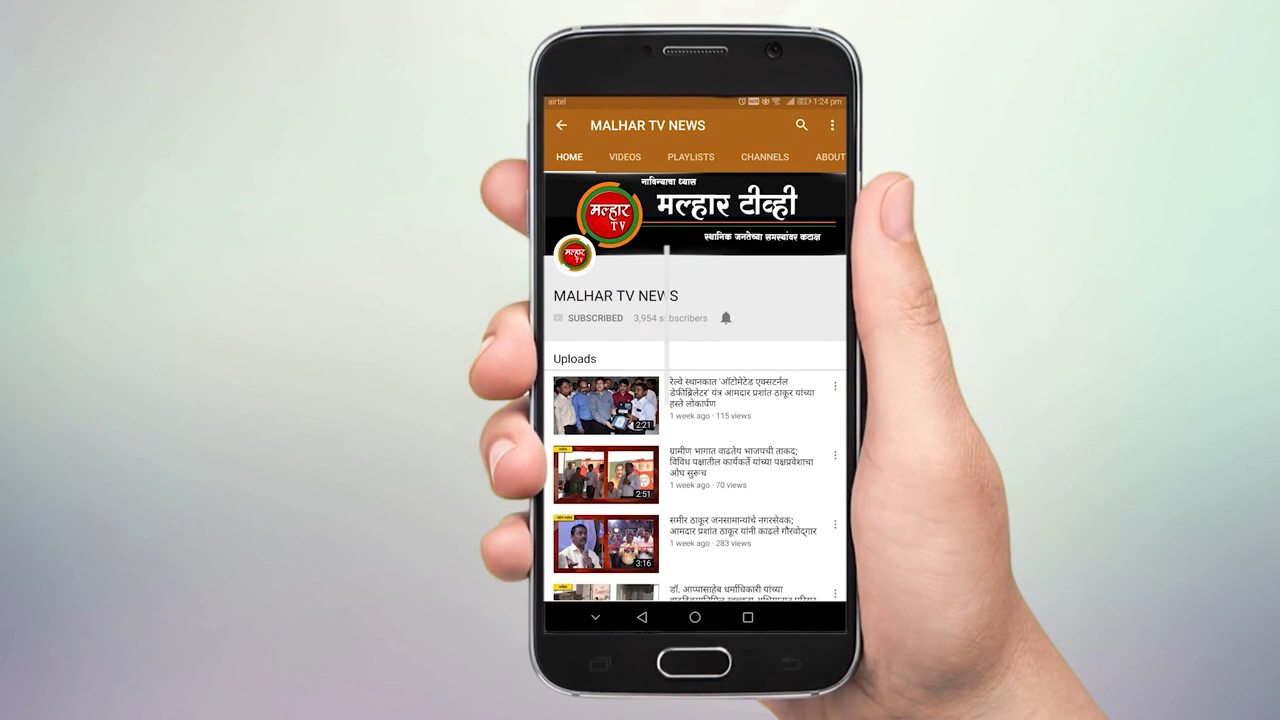 airtel 1:24 pm
MALHAR TV NEWS
HOME VIDEOS PLAYLISTS CHANNELS ABOUT
नाविन्याचा ध्यास
मल्हार टीव्ही
स्थानिक जनतेच्या समस्यांवर कटाक्ष
मल्हार
TV
मल्हार
TV
MALHAR TV NEWS
SUBSCRIBED 3,954 subscribers
Uploads
रेल्वे स्थानकात 'ऑटोमेटेड एक्सटर्नल
डेफीब्रिलेटर' यंत्र आमदार प्रशांत ठाकूर यांच्या
हस्ते लोकार्पण
1 week ago · 115 views
2:21
ग्रामीण भागात वाढतेय भाजपची ताकद;
विविध पक्षातील कार्यकर्ते यांच्या पक्षप्रवेशाचा
ओघ सुरूच
1 week ago · 70 views
2:51
समीर ठाकूर जनसामान्यांचे नगरसेवक;
आमदार प्रशांत ठाकूर यांनी काढले गौरवोद्गार
1 week ago · 283 views
3:16
डॉ. आप्पासाहेब धर्माधिकारी यांच्या